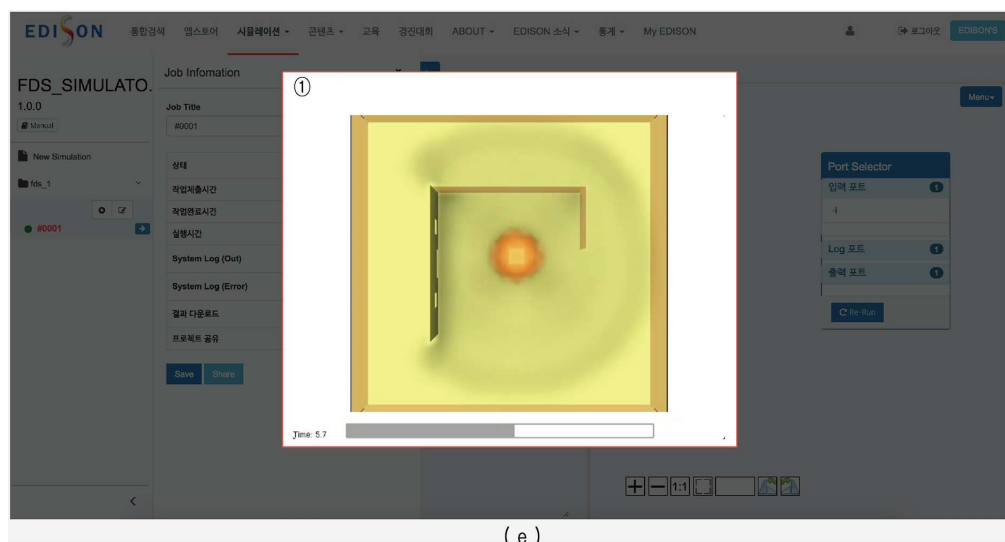 EDISON 통합검색 앱스토어 시뮬레이션 콘텐츠 교육 경진대회 ABOUT EDISON 소식 통계 My EDISON 로그아웃 EDISON'S
FDS_SIMULATO.
1.0.0
Manual
New Simulation
fds_1
#0001
Job Infomation
Job Title
#0001
상태
작업제출시간
작업완료시간
실행시간
System Log (Out)
System Log (Error)
결과 다운로드
프로젝트 공유
Save Share
①
Time: 5.7
Menu
Port Selector
입력 포트 1
-i
Log 포트 1
출력 포트 1
Re-Run
1:1
( e )